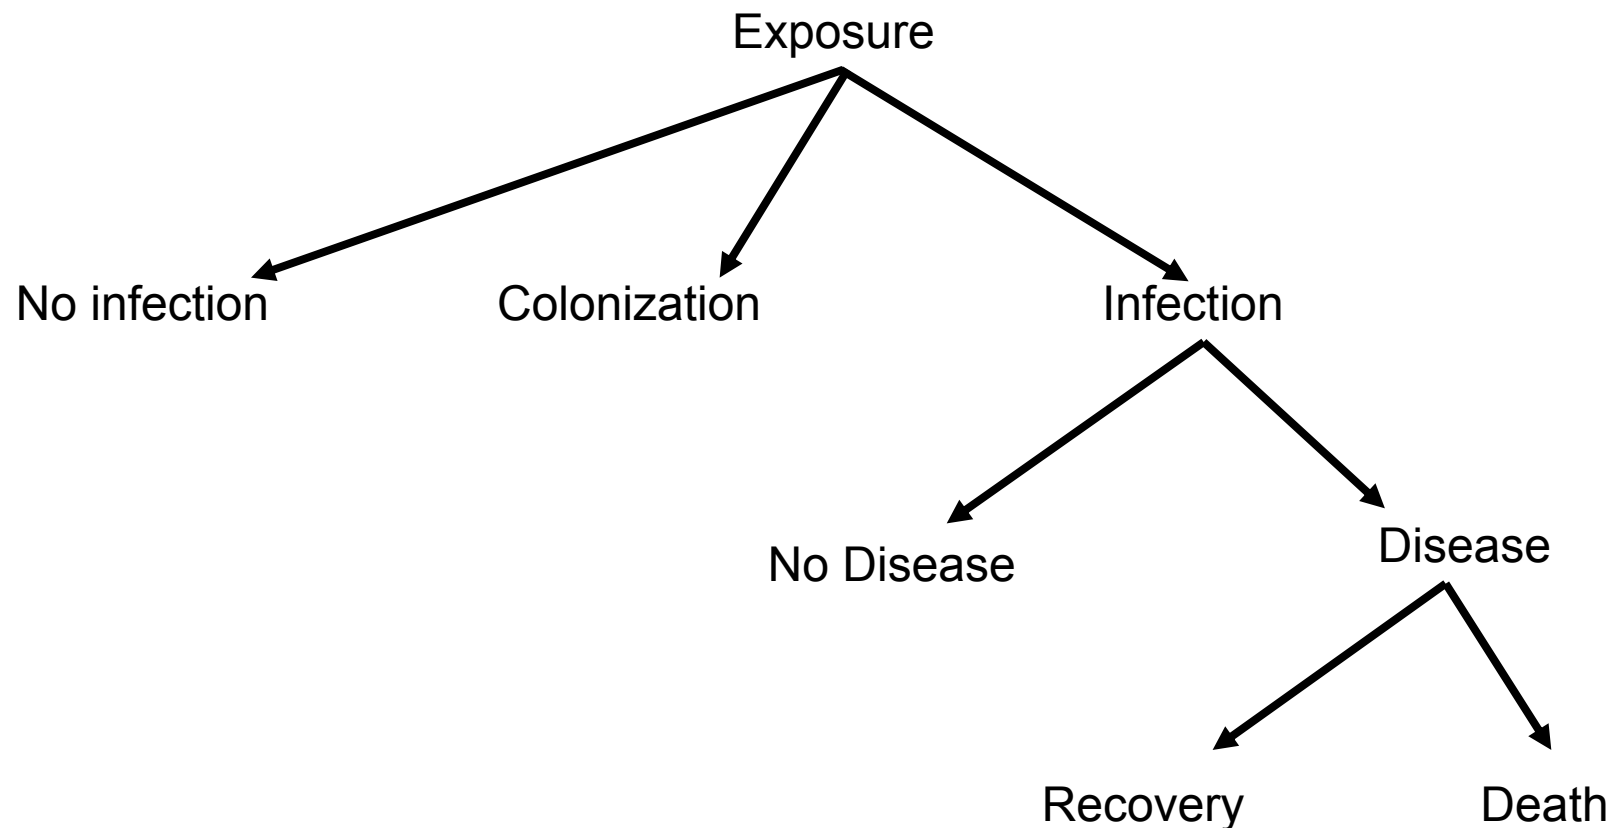 Exposure
No infection
Colonization
Infection
No Disease
Disease
Recovery
Death